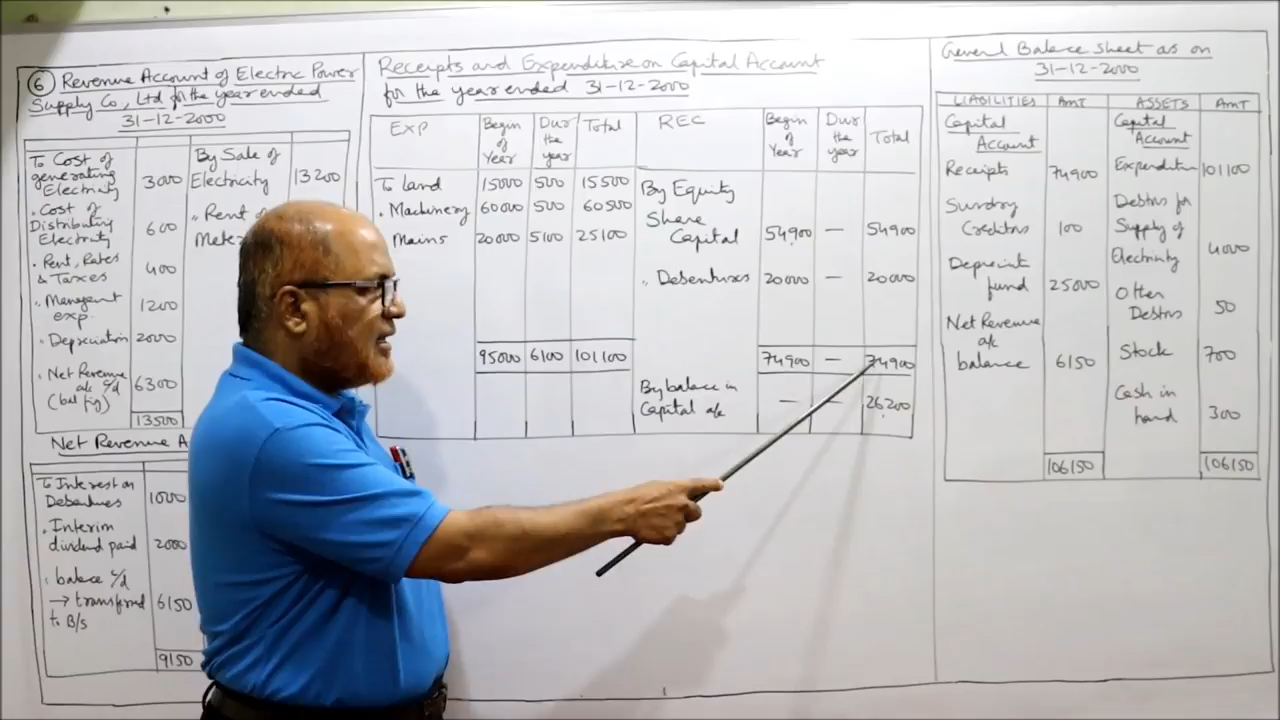 6 Revenue Account of Electric Power
Supply Co, Ltd for the year ended
31-12-2000
To Cost of
generating
Electricity 3000
" Cost of
Distributing
Electricity 600
" Rent, Rates
& Taxes 400
" Managemt
exp. 1200
" Depreciation 2000
" Net Revenue
a/c c/d
(bal fig) 6300
13500
By Sale of
Electricity 13200
" Rent of
Net Revenue A
To Interest on
Debentures 1000
" Interim
dividend paid 2000
" balance c/d
→ transferred
to B/s 6150
9150
Receipts and Expenditure on Capital Account
for the year ended 31-12-2000
EXP Begin of Year Dur the year Total REC Begin of Year Dur the year Total
To Land 15000 500 15500 By Equity
" Machinery 60000 500 60500 Share
" Mains 20000 5100 25100 Capital 54900 — 54900
" Debentures 20000 — 20000
95000 6100 101100 74900 — 74900
By balance in
Capital a/c — — 26200
General Balance sheet as on
31-12-2000
LIABILITIES AMT ASSETS AMT
Capital Account Capital Account
Receipts 74900 Expenditure 101100
Sundry
Creditors 100
Debtors for
Supply of
Electricity 4000
Depreciat
fund 25000
Other
Debtors 50
Net Revenue
a/c
balance 6150
Stock 700
Cash in
hand 300
106150 106150